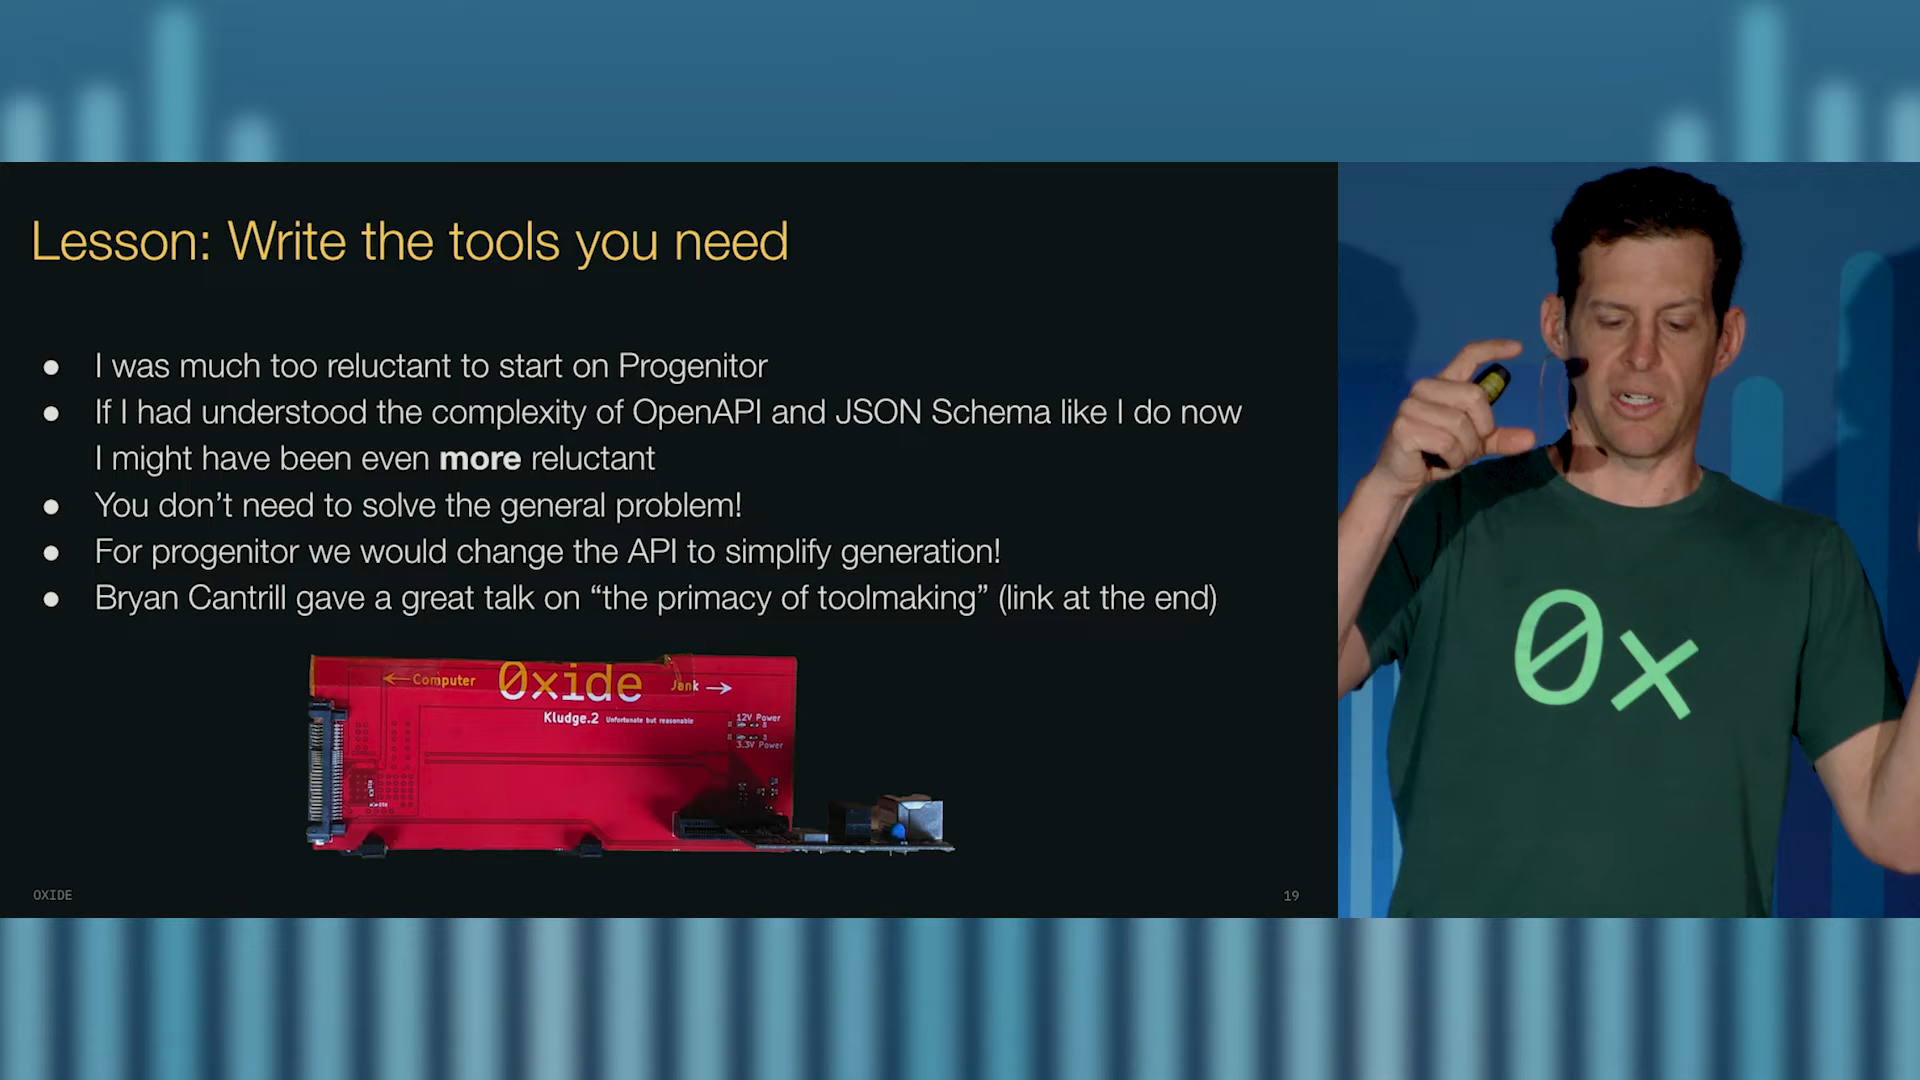 Lesson: Write the tools you need
● I was much too reluctant to start on Progenitor
● If I had understood the complexity of OpenAPI and JSON Schema like I do now
I might have been even more reluctant
● You don’t need to solve the general problem!
● For progenitor we would change the API to simplify generation!
● Bryan Cantrill gave a great talk on “the primacy of toolmaking” (link at the end)
←Computer
0xide
Jank →
Kludge.2 Unfortunate but reasonable
12V Power
3.3V Power
OXIDE
19
0x